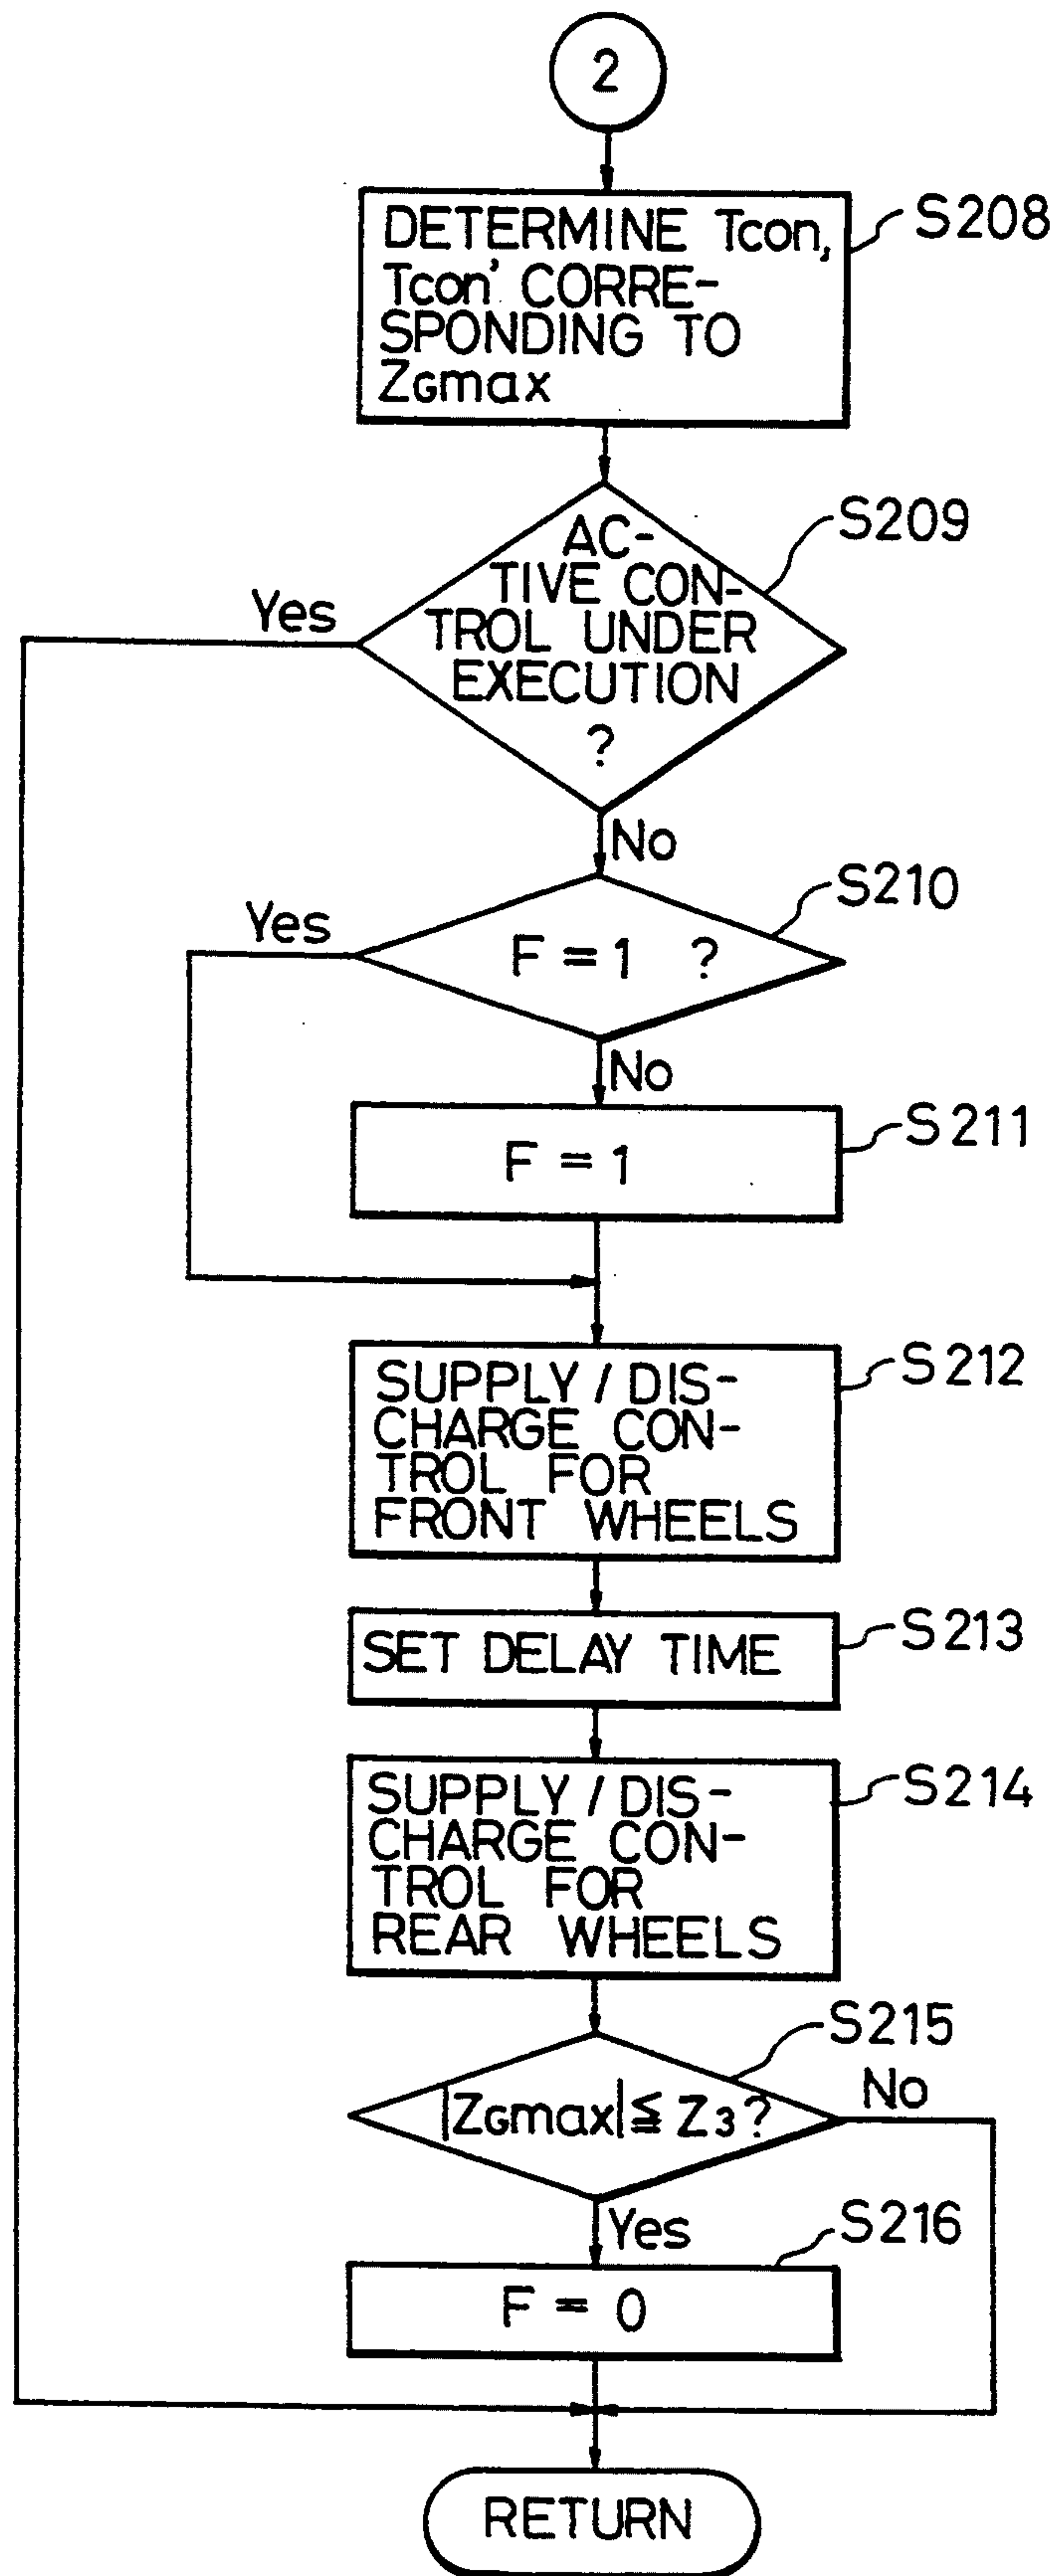 2
DETERMINE Tcon,
Tcon' CORRE-
SPONDING TO
ZGmax
S208
AC-
TIVE CON-
TROL UNDER
EXECUTION
?
S209
Yes
No
F = 1 ?
S210
Yes
No
F = 1
S211
SUPPLY / DIS-
CHARGE CON-
TROL FOR
FRONT WHEELS
S212
SET DELAY TIME
S213
SUPPLY / DIS-
CHARGE CON-
TROL FOR
REAR WHEELS
S214
|ZGmax| ≦ Z3 ?
S215
No
Yes
F = 0
S216
RETURN